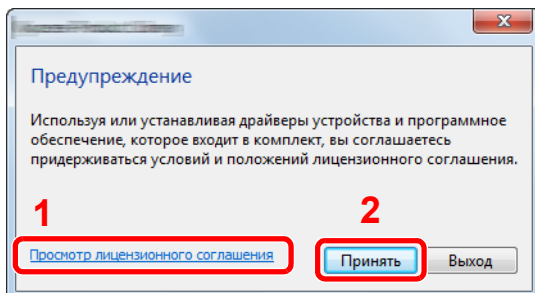 Предупреждение
Используя или устанавливая драйверы устройства и программное
обеспечение, которое входит в комплект, вы соглашаетесь
придерживаться условий и положений лицензионного соглашения.
1
2
Просмотр лицензионного соглашения
Принять
Выход